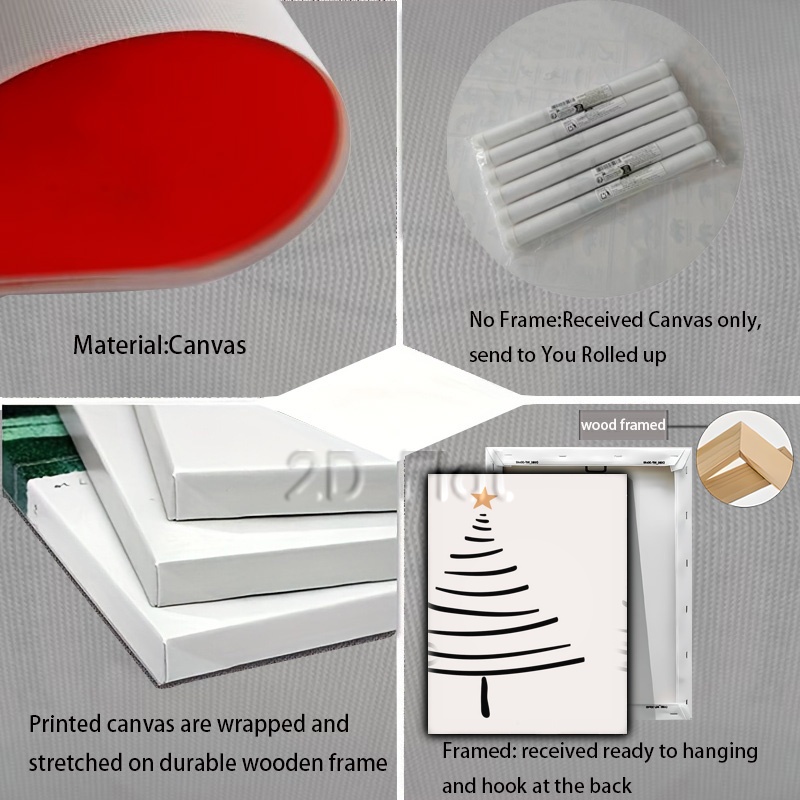 Material:Canvas
No Frame:Received Canvas only,
send to You Rolled up
wood framed
2D Flat
Printed canvas are wrapped and
stretched on durable wooden frame
Framed: received ready to hanging
and hook at the back